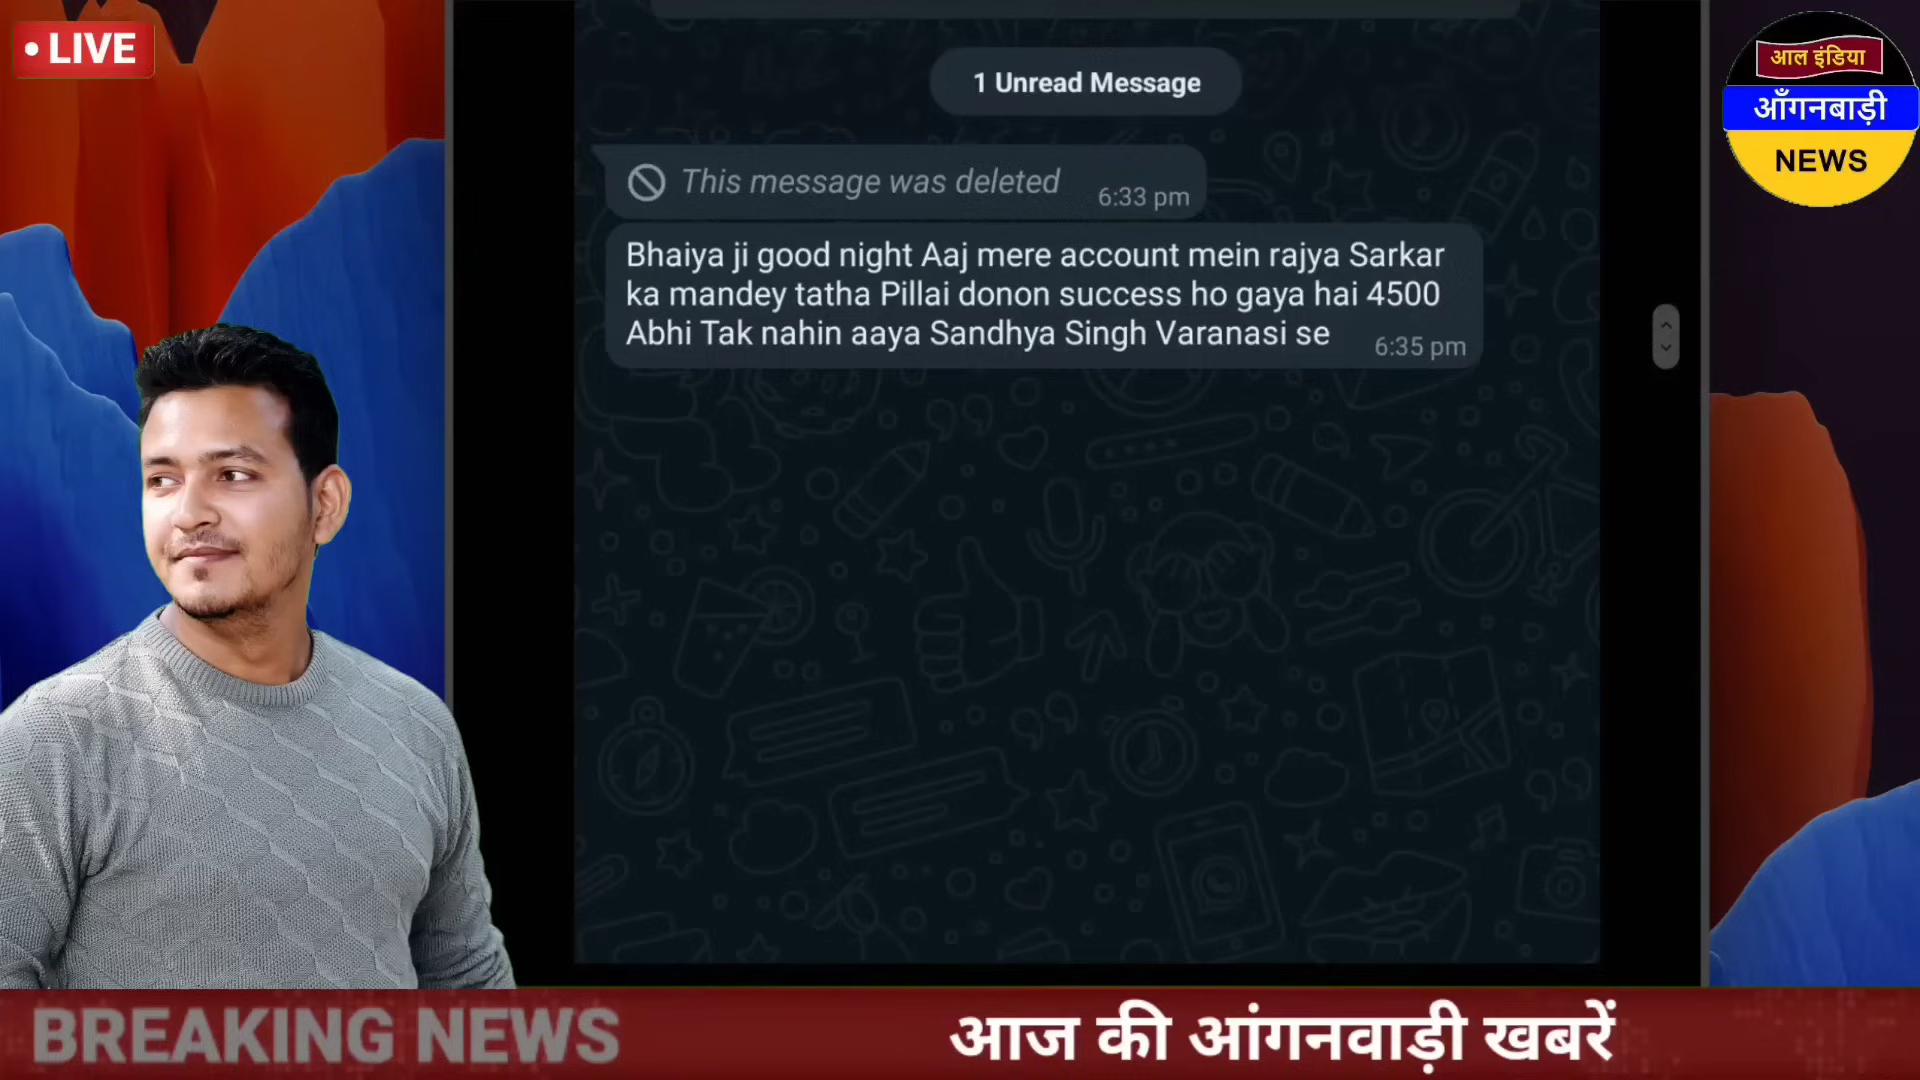 • LIVE
आल इंडिया
आँगनबाड़ी
NEWS
1 Unread Message
This message was deleted 6:33 pm
Bhaiya ji good night Aaj mere account mein rajya Sarkar
ka mandey tatha Pillai donon success ho gaya hai 4500
Abhi Tak nahin aaya Sandhya Singh Varanasi se 6:35 pm
BREAKING NEWS
आज की आंगनवाड़ी खबरें